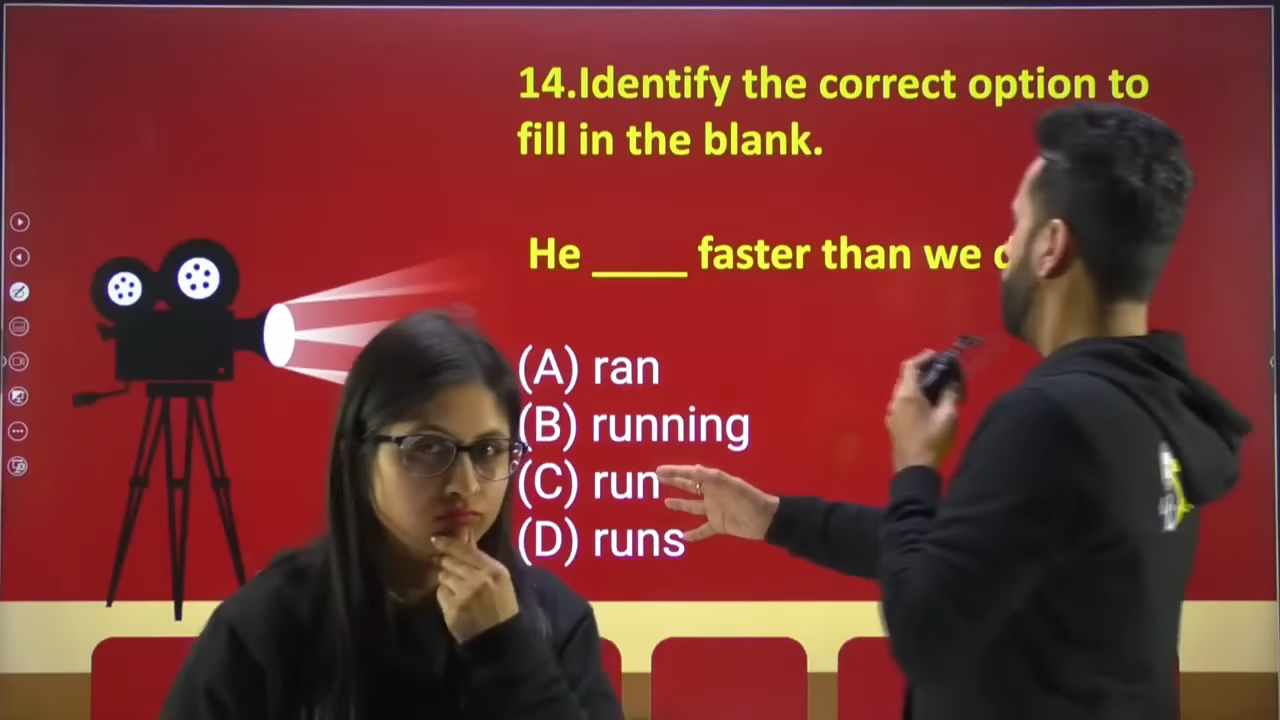 14.Identify the correct option to
fill in the blank.
He ____ faster than we
(A) ran
(B) running
(C) run
(D) runs